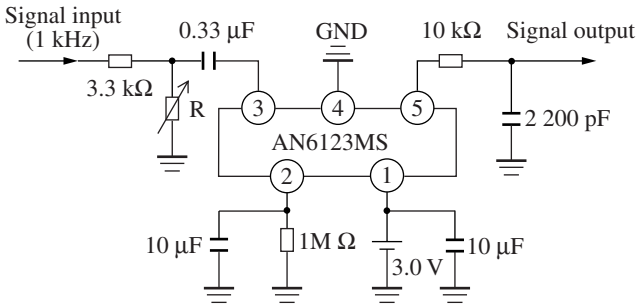 Signal input
(1 kHz)
0.33 μF
GND
10 kΩ
Signal output
3.3 kΩ
R
3
4
5
2 200 pF
AN6123MS
2
1
10 μF
1M Ω
3.0 V
10 μF